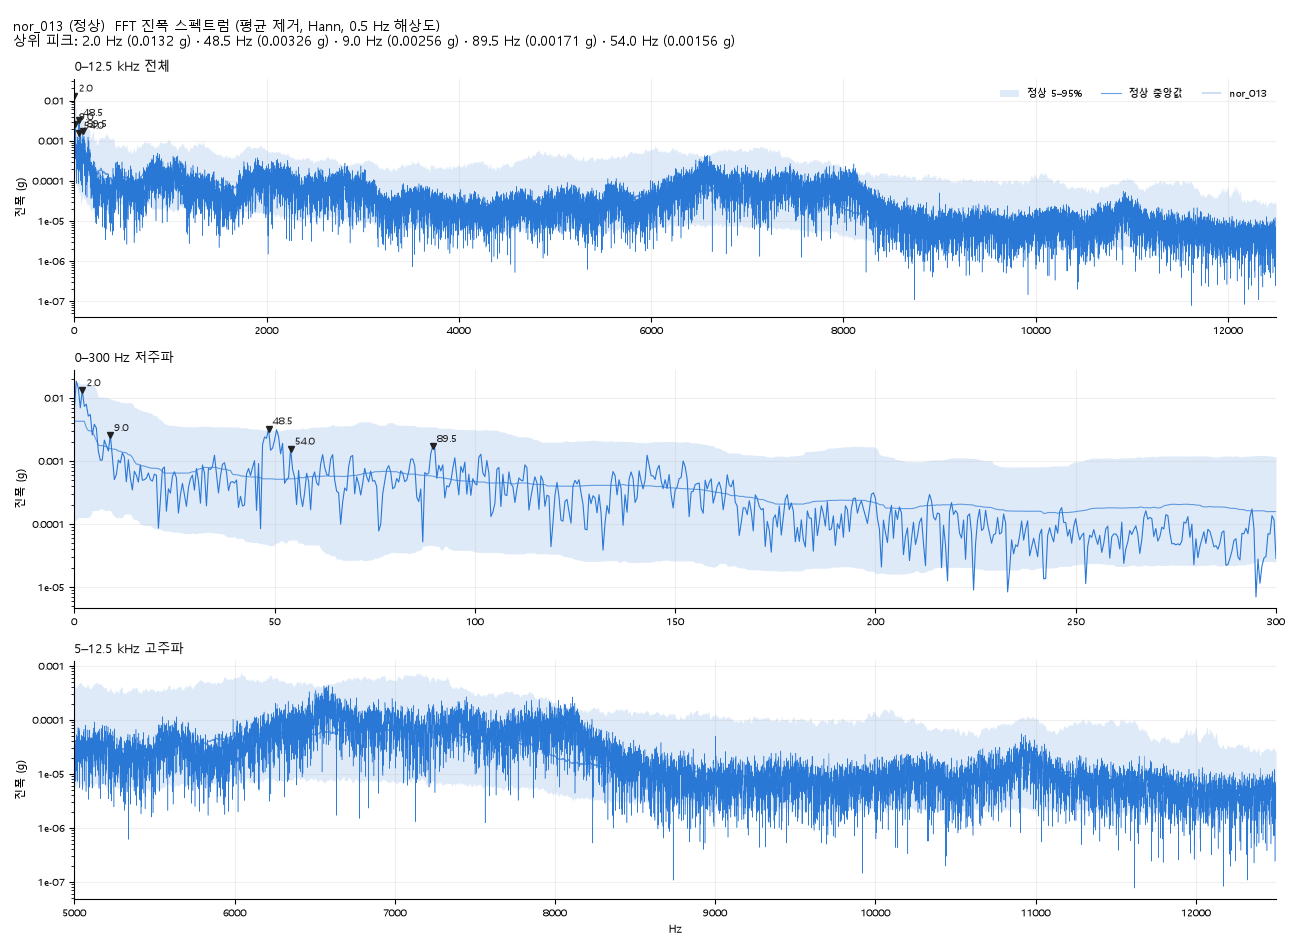 nor_013 (정상)  FFT 진폭 스펙트럼 (평균 제거, Hann, 0.5 Hz 해상도)
상위 피크: 2.0 Hz (0.0132 g) · 48.5 Hz (0.00326 g) · 9.0 Hz (0.00256 g) · 89.5 Hz (0.00171 g) · 54.0 Hz (0.00156 g)
0–12.5 kHz 전체
정상 5–95%
정상 중앙값
nor_013
2.0
48.5
진폭 (g)
0.01
0.001
0.0001
1e-05
1e-06
1e-07
0 2000 4000 6000 8000 10000 12000
0–300 Hz 저주파
2.0
9.0
48.5
54.0
89.5
진폭 (g)
0.01
0.001
0.0001
1e-05
0 50 100 150 200 250 300
5–12.5 kHz 고주파
진폭 (g)
0.001
0.0001
1e-05
1e-06
1e-07
5000 6000 7000 8000 9000 10000 11000 12000
Hz